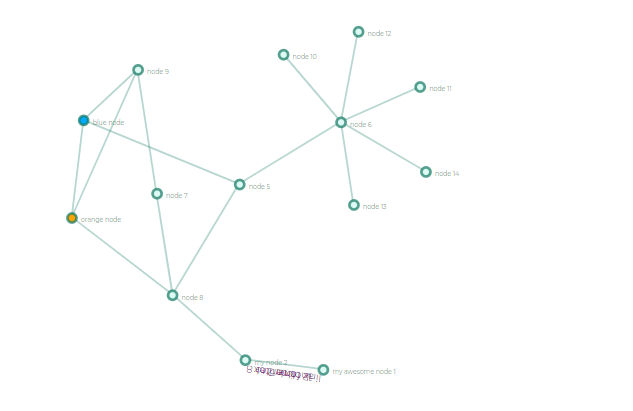 node 12
node 10
node 9
node 11
blue node
node 6
node 14
node 5
node 7
node 13
orange node
node 8
my node 2
my awesome node 1